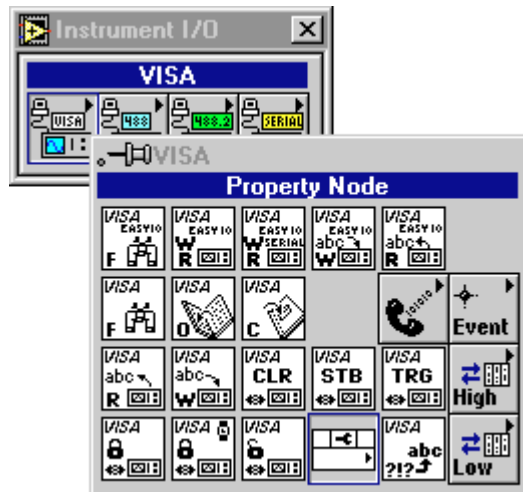 Instrument I/O
VISA
VISA 488 488.2 SERIAL
VISA
Property Node
VISA EASY IO F
VISA EASY IO W R
VISA EASY IO W SERIAL R
VISA EASY IO abc W
VISA EASY IO abc R
VISA F
VISA O
VISA C
Event
VISA abc R
VISA abc W
VISA CLR
VISA STB
VISA TRG
High
VISA
VISA
VISA
VISA abc ?!?
Low